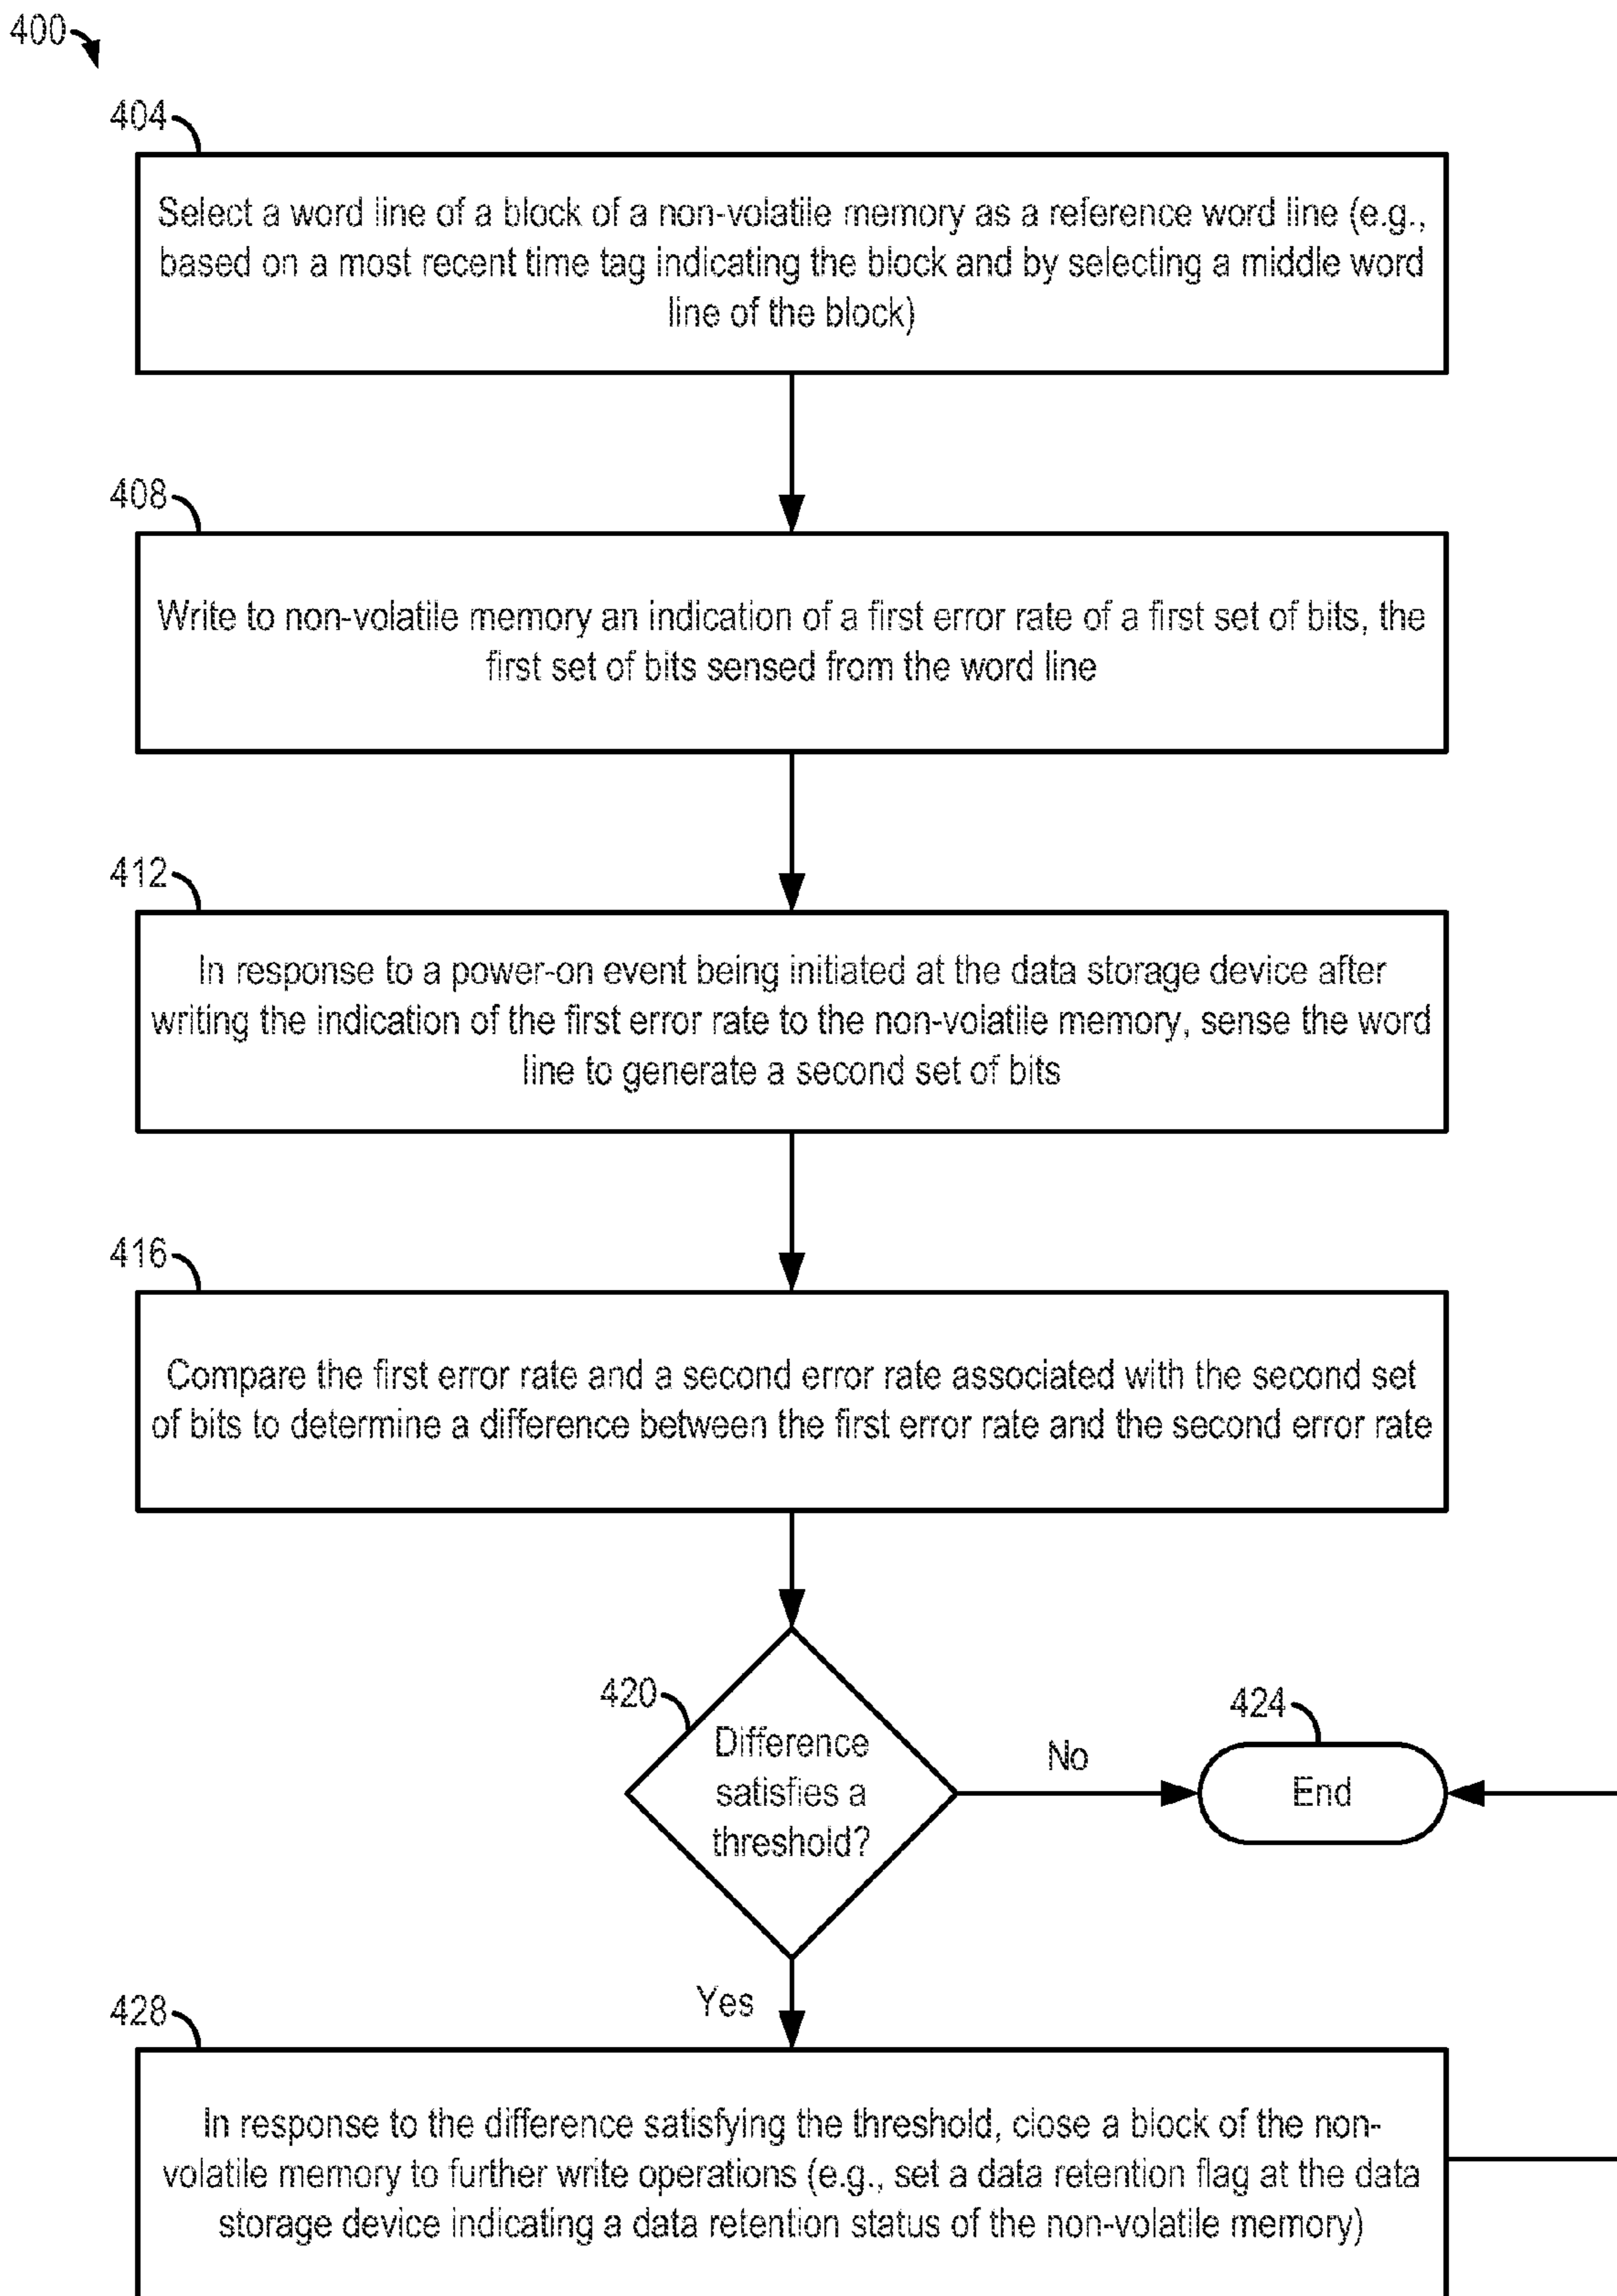 400
404
Select a word line of a block of a non-volatile memory as a reference word line (e.g.,
based on a most recent time tag indicating the block and by selecting a middle word
line of the block)
408
Write to non-volatile memory an indication of a first error rate of a first set of bits, the
first set of bits sensed from the word line
412
In response to a power-on event being initiated at the data storage device after
writing the indication of the first error rate to the non-volatile memory, sense the word
line to generate a second set of bits
416
Compare the first error rate and a second error rate associated with the second set
of bits to determine a difference between the first error rate and the second error rate
420
Difference
satisfies a
threshold?
No
424
End
Yes
428
In response to the difference satisfying the threshold, close a block of the non-
volatile memory to further write operations (e.g., set a data retention flag at the data
storage device indicating a data retention status of the non-volatile memory)